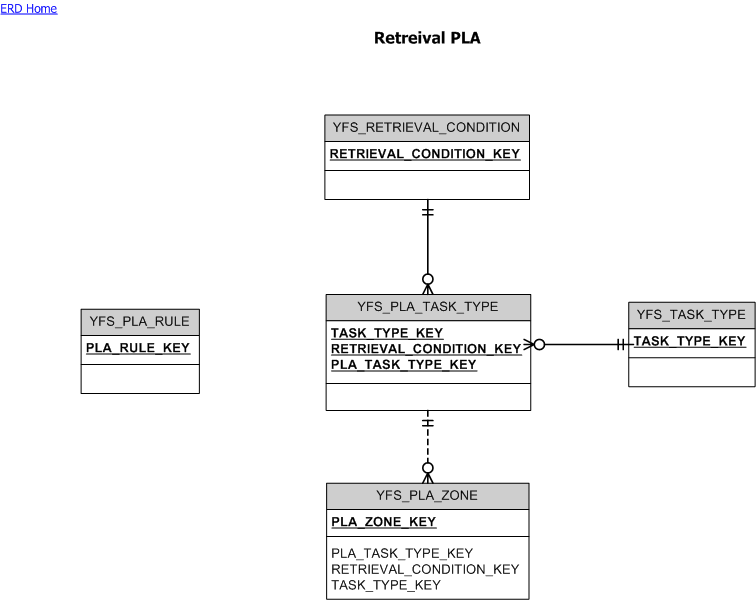 ERD Home
Retreival PLA
YFS_RETRIEVAL_CONDITION
RETRIEVAL_CONDITION_KEY
YFS_PLA_RULE
PLA_RULE_KEY
YFS_PLA_TASK_TYPE
TASK_TYPE_KEY
RETRIEVAL_CONDITION_KEY
PLA_TASK_TYPE_KEY
YFS_TASK_TYPE
TASK_TYPE_KEY
YFS_PLA_ZONE
PLA_ZONE_KEY
PLA_TASK_TYPE_KEY
RETRIEVAL_CONDITION_KEY
TASK_TYPE_KEY